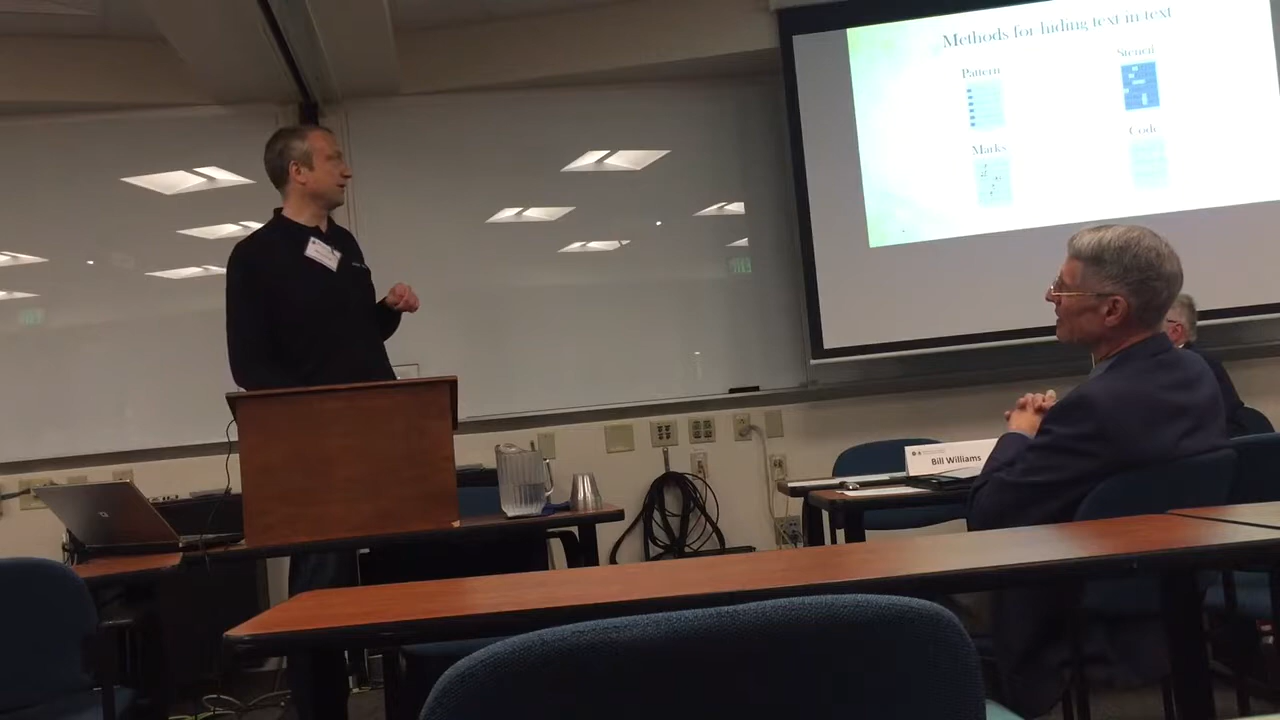 Methods for hiding text in text
Pattern
Stencil
Marks
Code
Bill Williams